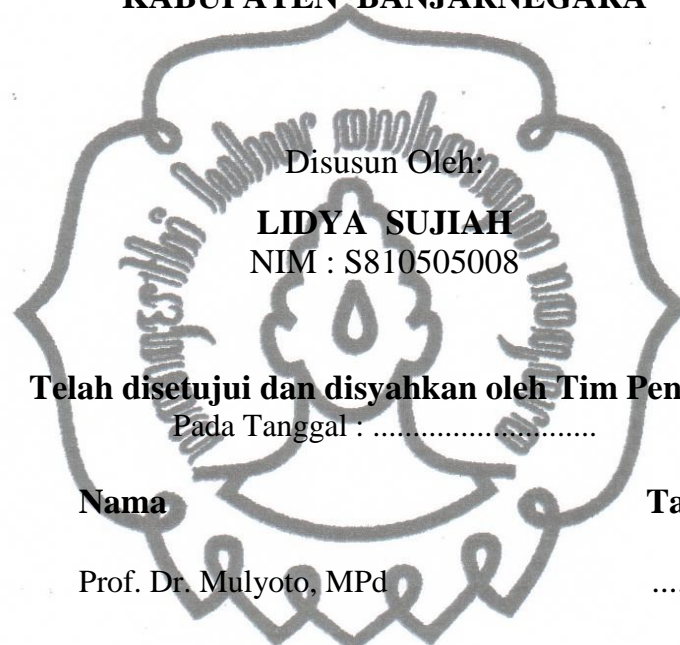 KABUPATEN BANJARNEGARA
Disusun Oleh:
LIDYA SUJIAH
NIM : S810505008
Telah disetujui dan disyahkan oleh Tim Pen
Pada Tanggal : ..........................
Nama Ta
Prof. Dr. Mulyoto, MPd ....